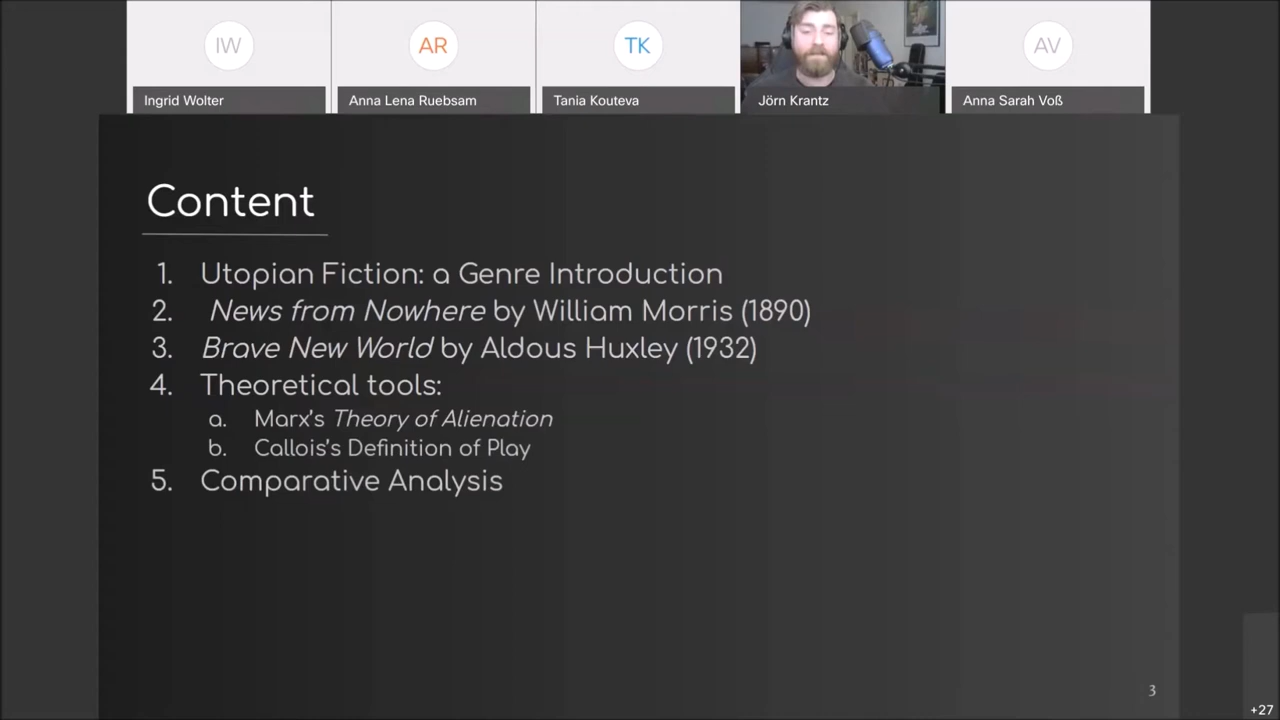 IW
AR
TK
AV
Ingrid Wolter
Anna Lena Ruebsam
Tania Kouteva
Jörn Krantz
Anna Sarah Voß
Content
1. Utopian Fiction: a Genre Introduction
2. News from Nowhere by William Morris (1890)
3. Brave New World by Aldous Huxley (1932)
4. Theoretical tools:
a. Marx's Theory of Alienation
b. Callois's Definition of Play
5. Comparative Analysis
3
+27